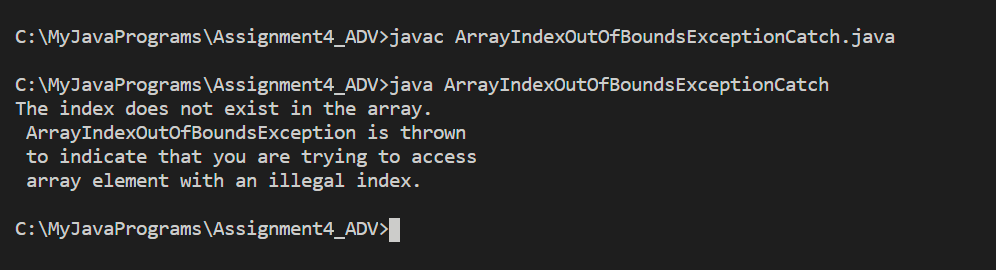 C:\MyJavaPrograms\Assignment4_ADV>javac ArrayIndexOutOfBoundsExceptionCatch.java
C:\MyJavaPrograms\Assignment4_ADV>java ArrayIndexOutOfBoundsExceptionCatch
The index does not exist in the array.
ArrayIndexOutOfBoundsException is thrown
to indicate that you are trying to access
array element with an illegal index.
C:\MyJavaPrograms\Assignment4_ADV>